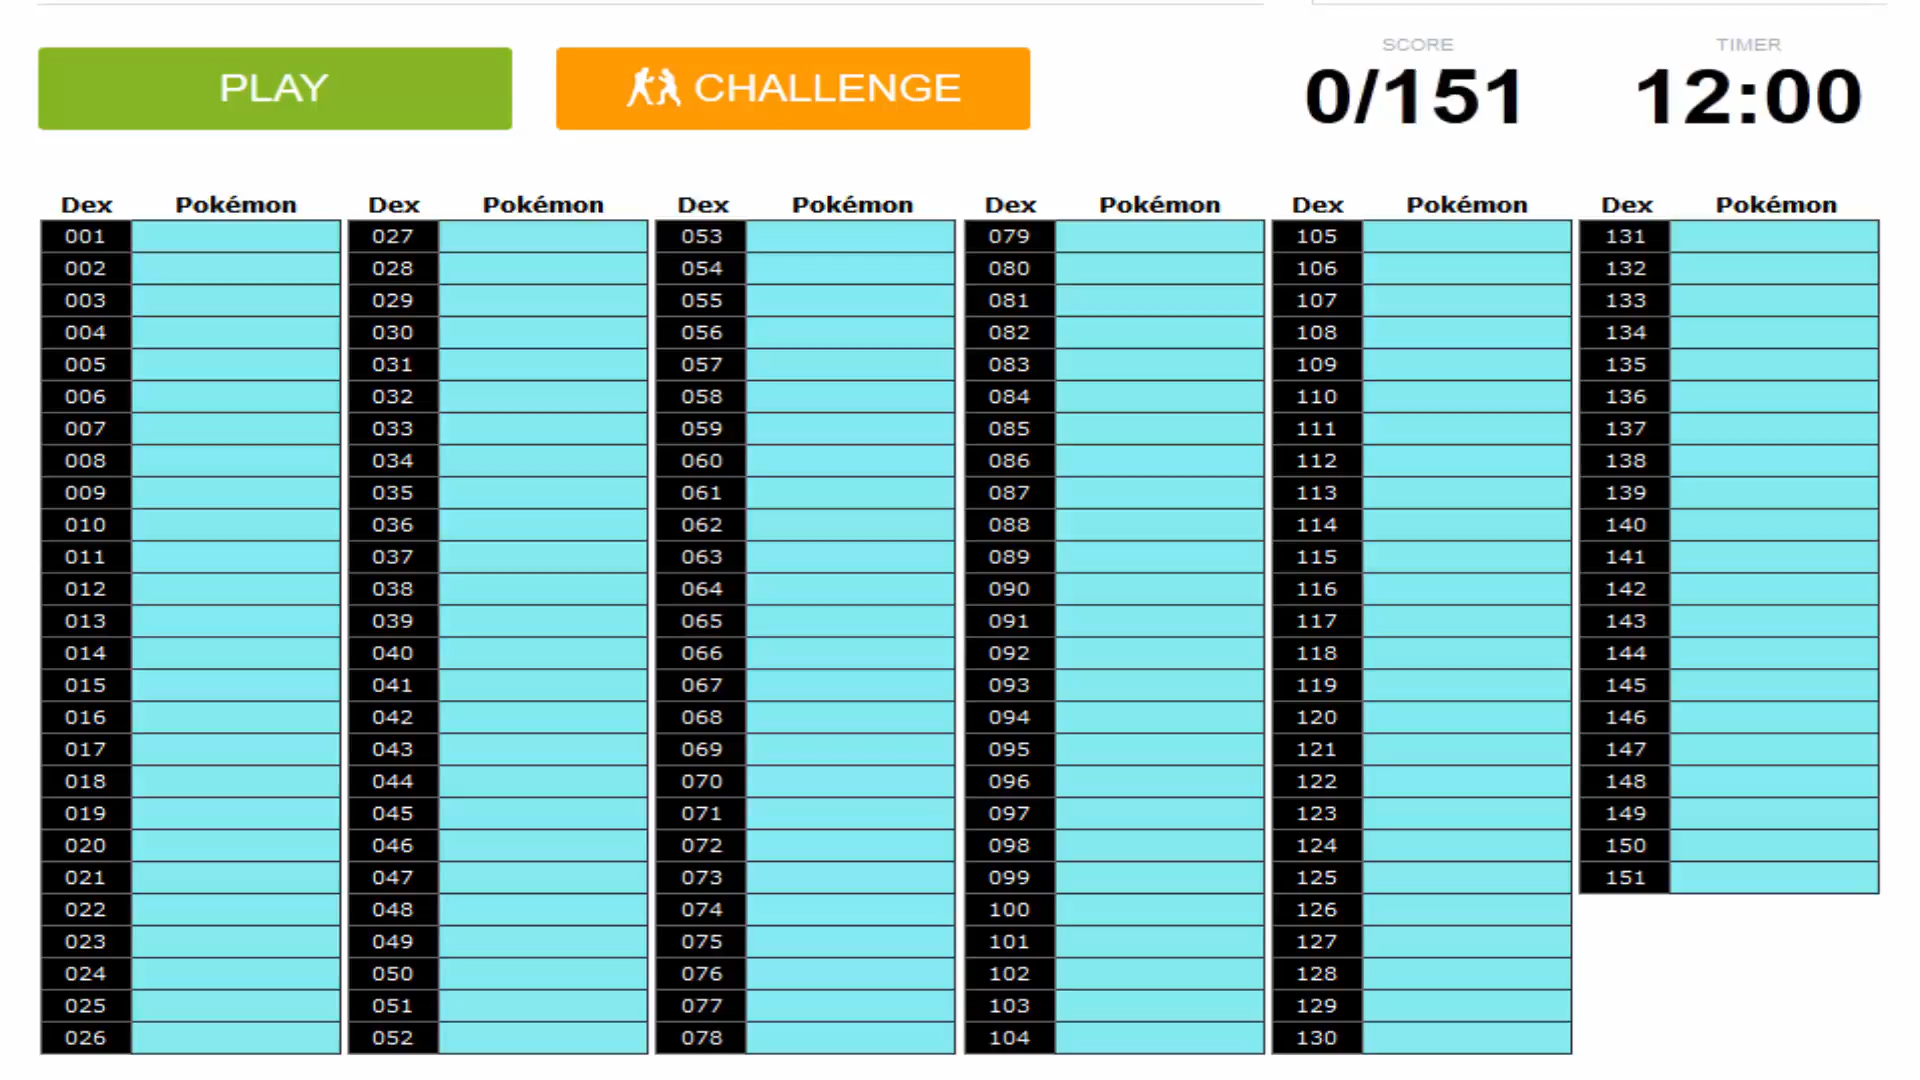 SCORE TIMER
PLAY CHALLENGE 0/151 12:00
Dex Pokémon Dex Pokémon Dex Pokémon Dex Pokémon Dex Pokémon Dex Pokémon
001 027 053 079 105 131
002 028 054 080 106 132
003 029 055 081 107 133
004 030 056 082 108 134
005 031 057 083 109 135
006 032 058 084 110 136
007 033 059 085 111 137
008 034 060 086 112 138
009 035 061 087 113 139
010 036 062 088 114 140
011 037 063 089 115 141
012 038 064 090 116 142
013 039 065 091 117 143
014 040 066 092 118 144
015 041 067 093 119 145
016 042 068 094 120 146
017 043 069 095 121 147
018 044 070 096 122 148
019 045 071 097 123 149
020 046 072 098 124 150
021 047 073 099 125 151
022 048 074 100 126
023 049 075 101 127
024 050 076 102 128
025 051 077 103 129
026 052 078 104 130